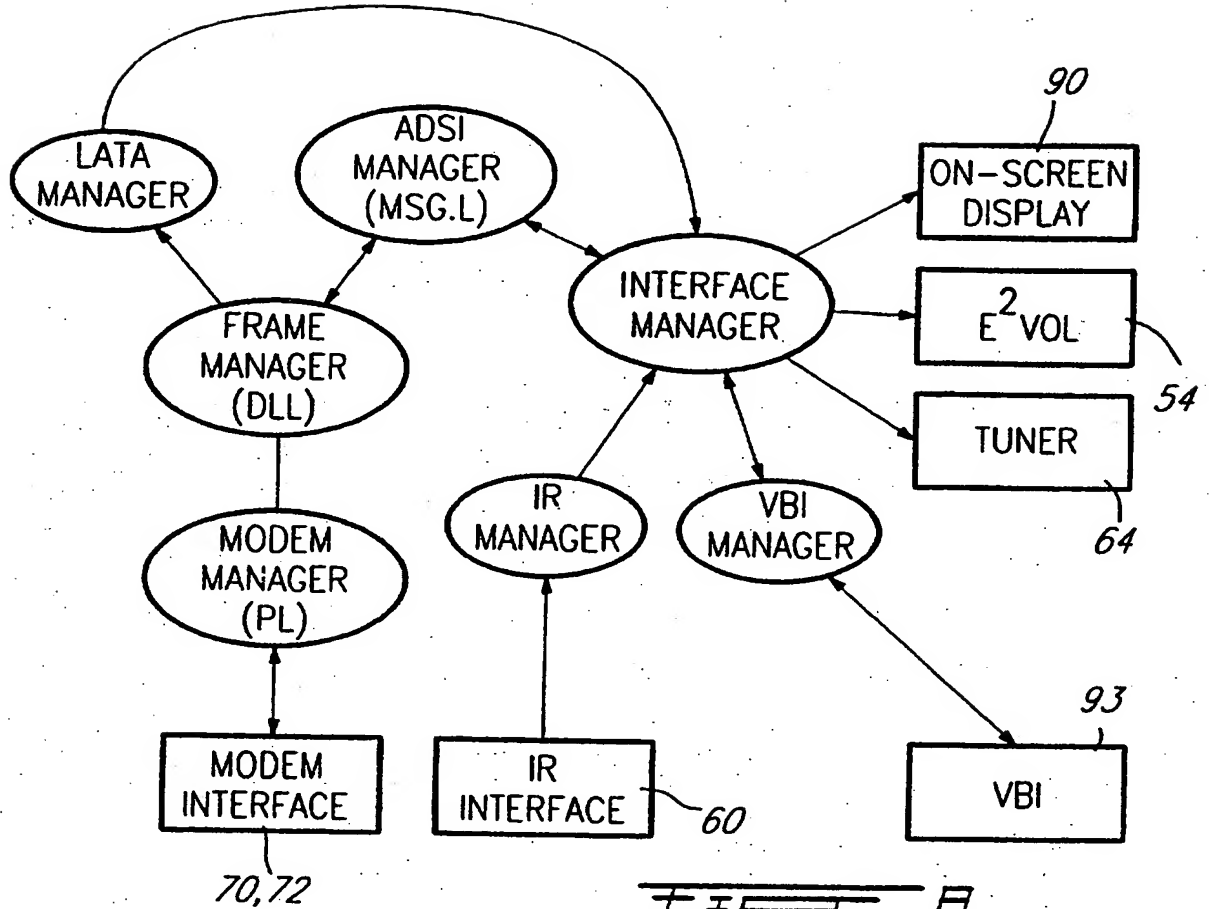 90
LATA
MANAGER
ADSI
MANAGER
(MSG.L)
ON-SCREEN
DISPLAY
INTERFACE
MANAGER
E²VOL
54
FRAME
MANAGER
(DLL)
TUNER
64
IR
MANAGER
VBI
MANAGER
MODEM
MANAGER
(PL)
93
MODEM
INTERFACE
IR
INTERFACE
60
VBI
70,72